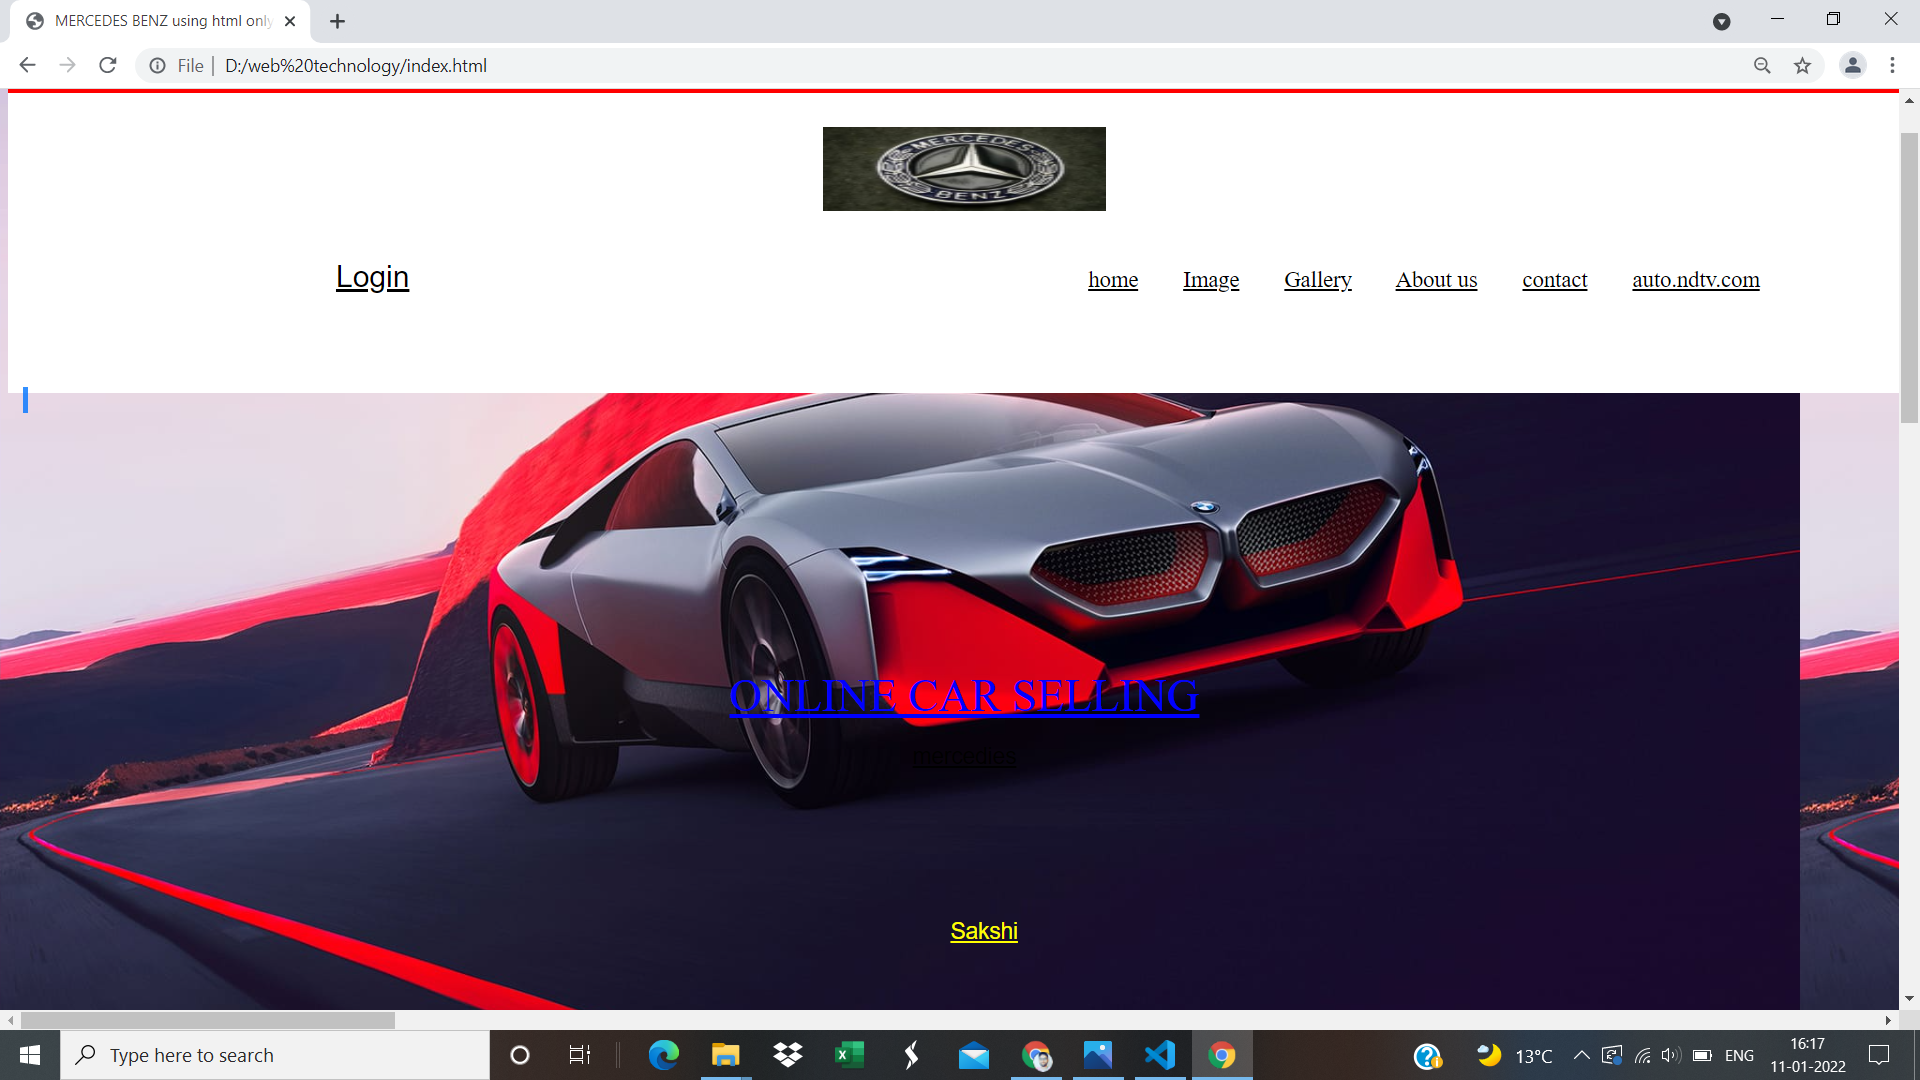 MERCEDES BENZ using html only
File
D:/web%20technology/index.html
MERCEDES
BENZ
Login
home Image Gallery About us contact auto.ndtv.com
ONLINE CAR SELLING
mercedies
Sakshi
Type here to search
13°C
ENG
16:17
11-01-2022